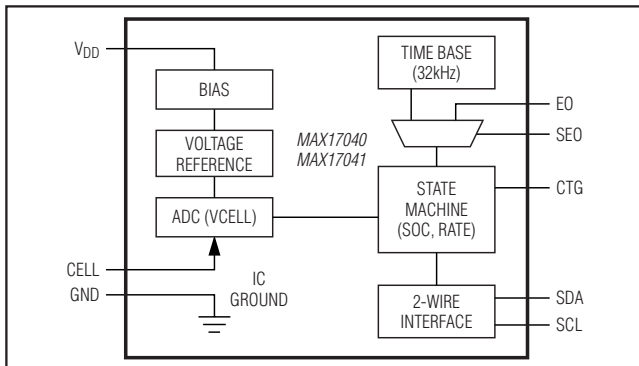 VDD
BIAS
VOLTAGE
REFERENCE
ADC (VCELL)
CELL
GND
IC
GROUND
MAX17040
MAX17041
TIME BASE
(32kHz)
EO
SEO
STATE
MACHINE
(SOC, RATE)
CTG
2-WIRE
INTERFACE
SDA
SCL